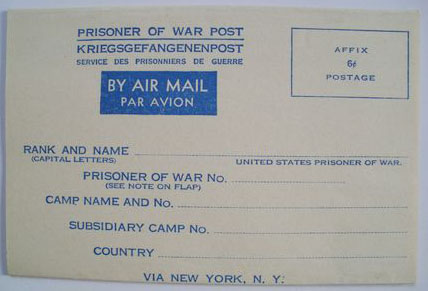 PRISONER OF WAR POST
KRIEGSGEFANGENENPOST
SERVICE DES PRISONNIERS DE GUERRE
BY AIR MAIL
PAR AVION
AFFIX
6¢
POSTAGE
RANK AND NAME
(CAPITAL LETTERS)
UNITED STATES PRISONER OF WAR.
PRISONER OF WAR No.
(SEE NOTE ON FLAP)
CAMP NAME AND No.
SUBSIDIARY CAMP No.
COUNTRY
VIA NEW YORK, N. Y.